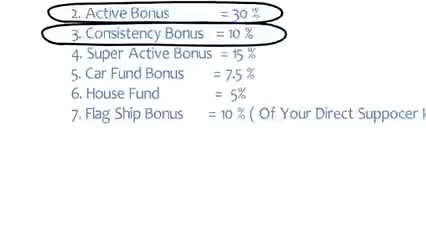 2. Active Bonus = 30 %
3. Consistency Bonus = 10 %
4. Super Active Bonus = 15 %
5. Car Fund Bonus = 7.5 %
6. House Fund = 5%
7. Flag Ship Bonus = 10 % ( Of Your Direct Suppocer